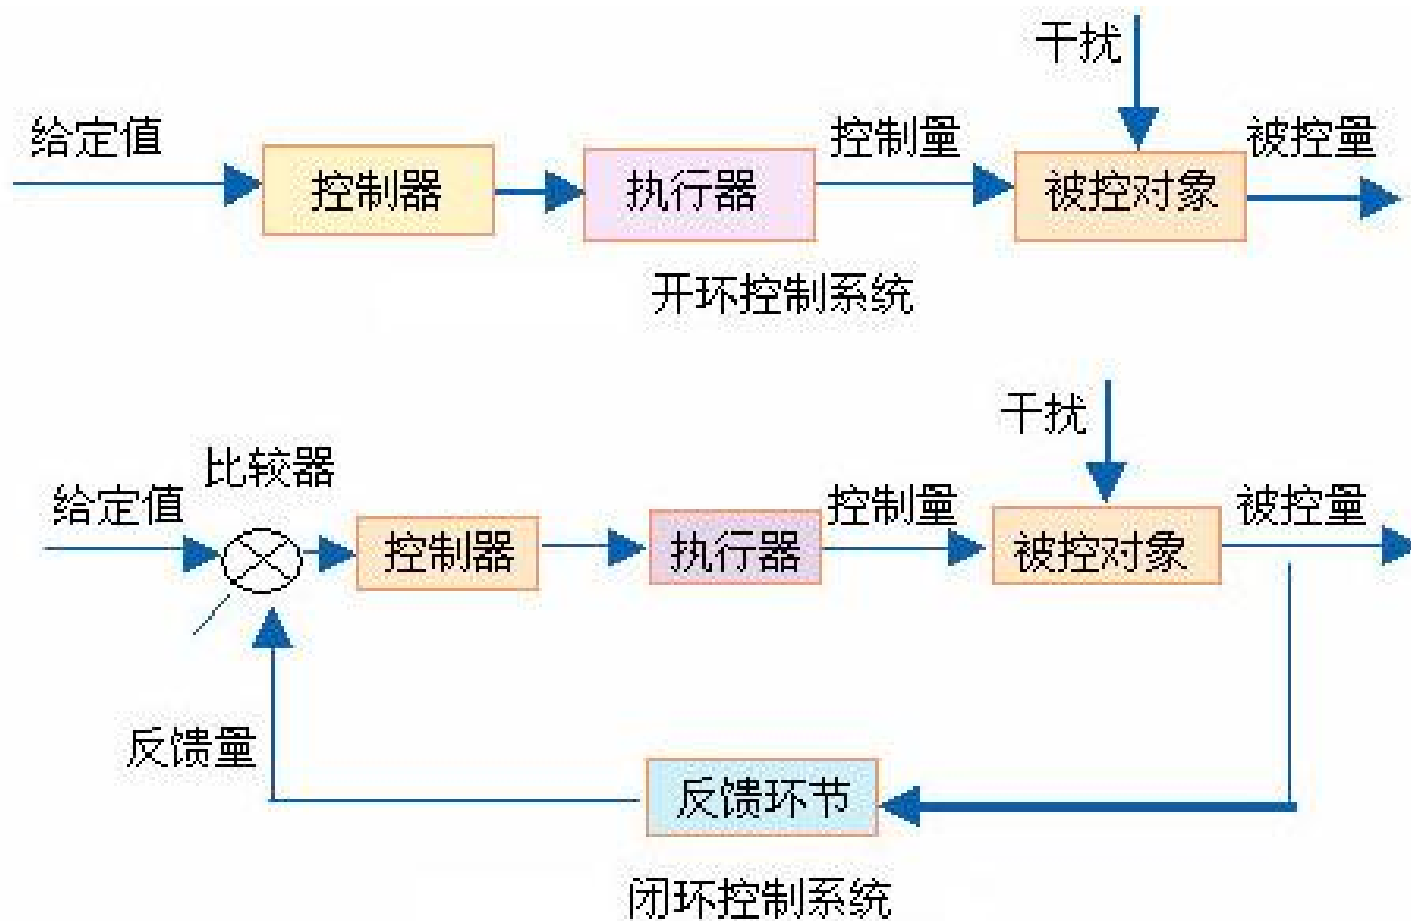 干扰
给定值
控制量
被控量
控制器
执行器
被控对象
开环控制系统
干扰
比较器
给定值
控制量
被控量
控制器
执行器
被控对象
反馈量
反馈环节
闭环控制系统